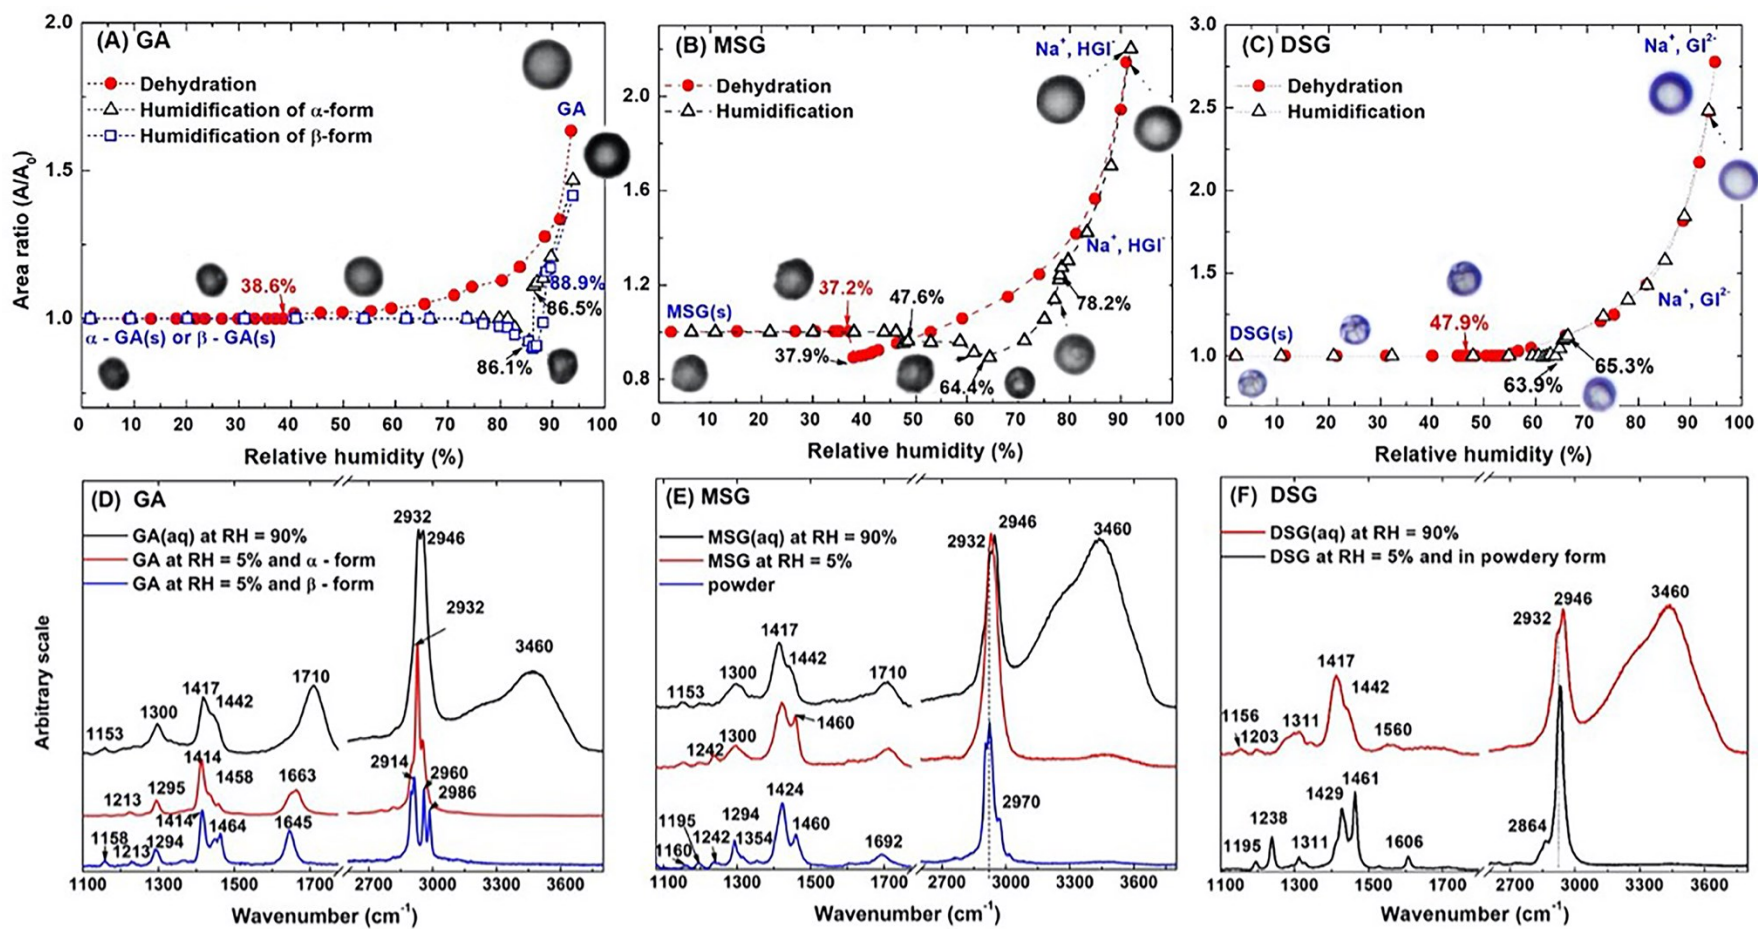 (A) GA
Dehydration
Humidification of α-form
Humidification of β-form
GA
38.6%
88.9%
86.5%
86.1%
α - GA(s) or β - GA(s)
Area ratio (A/A0)
2.0
1.5
1.0
0 10 20 30 40 50 60 70 80 90 100
Relative humidity (%)
(B) MSG
Dehydration
Humidification
Na+, HGl-
Na+, HGl-
MSG(s)
37.2%
47.6%
78.2%
37.9%
64.4%
2.0
1.6
1.2
0.8
0 10 20 30 40 50 60 70 80 90 100
Relative humidity (%)
(C) DSG
Dehydration
Humidification
Na+, Gl2-
Na+, Gl2-
DSG(s)
47.9%
65.3%
63.9%
3.0
2.5
2.0
1.5
1.0
0 10 20 30 40 50 60 70 80 90 100
Relative humidity (%)
(D) GA
GA(aq) at RH = 90%
GA at RH = 5% and α - form
GA at RH = 5% and β - form
2932
2946
2932
3460
1153
1300
1417
1442
1710
1213
1295
1414
1458
1663
2914
2960
2986
1158
1213
1294
1414
1464
1645
Arbitrary scale
1100 1300 1500 1700 2700 3000 3300 3600
Wavenumber (cm-1)
(E) MSG
MSG(aq) at RH = 90%
MSG at RH = 5%
powder
2932
2946
3460
1153
1300
1417
1442
1710
1242
1300
1460
1160
1195
1242
1294
1354
1424
1460
1692
2970
1100 1300 1500 1700 2700 3000 3300 3600
Wavenumber (cm-1)
(F) DSG
DSG(aq) at RH = 90%
DSG at RH = 5% and in powdery form
2932
2946
3460
1156
1203
1311
1417
1442
1560
1195
1238
1311
1429
1461
1606
2864
1100 1300 1500 1700 2700 3000 3300 3600
Wavenumber (cm-1)